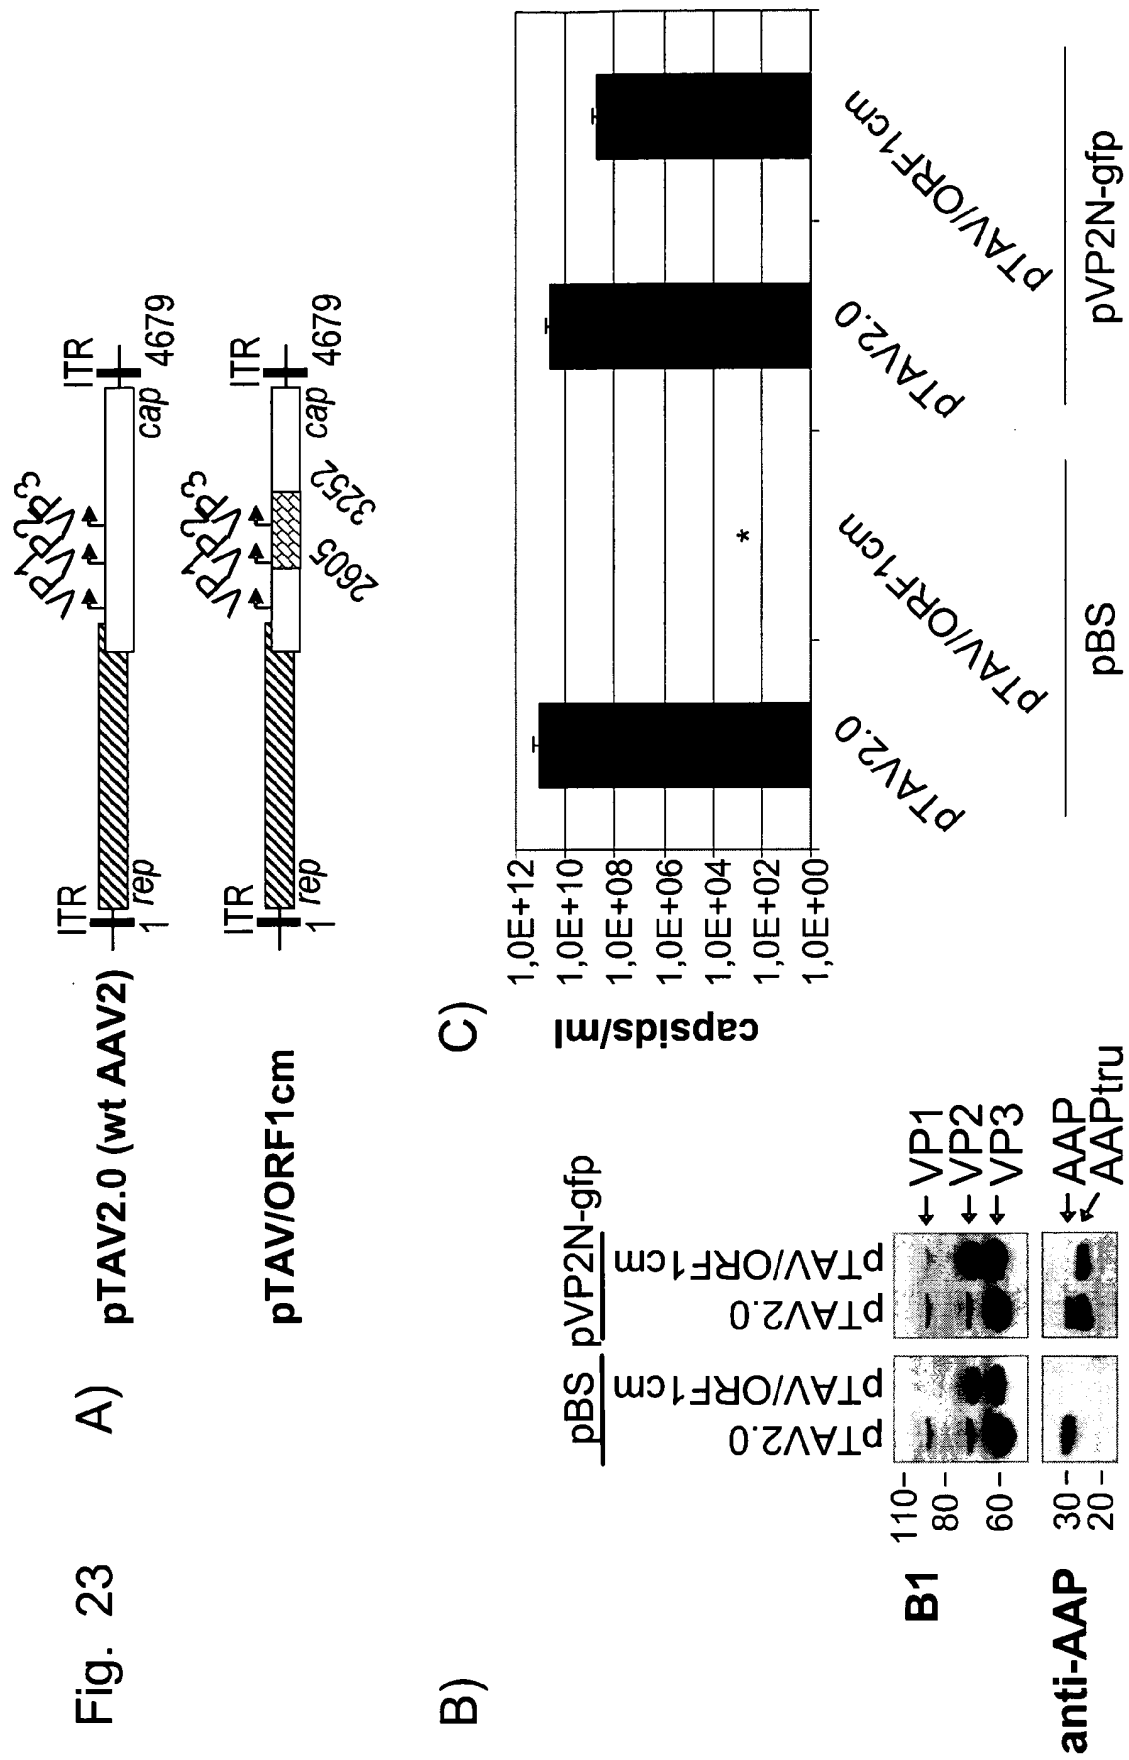 Fig. 23
A)
pTAV2.0 (wt AAV2)
ITR
VP1
VP2
VP3
ITR
1
rep
cap
4679
pTAV/ORF1cm
ITR
VP1
VP2
VP3
ITR
1
rep
2605
3252
cap
4679
B)
pBS
pVP2N-gfp
pTAV2.0
pTAV/ORF1cm
pTAV2.0
pTAV/ORF1cm
B1
110-
80-
60-
VP1
VP2
VP3
anti-AAP
30-
20-
AAP
AAPtru
C)
capsids/ml
1,0E+12
1,0E+10
1,0E+08
1,0E+06
1,0E+04
1,0E+02
1,0E+00
*
pTAV2.0
pTAV/ORF1cm
pTAV2.0
pTAV/ORF1cm
pBS
pVP2N-gfp